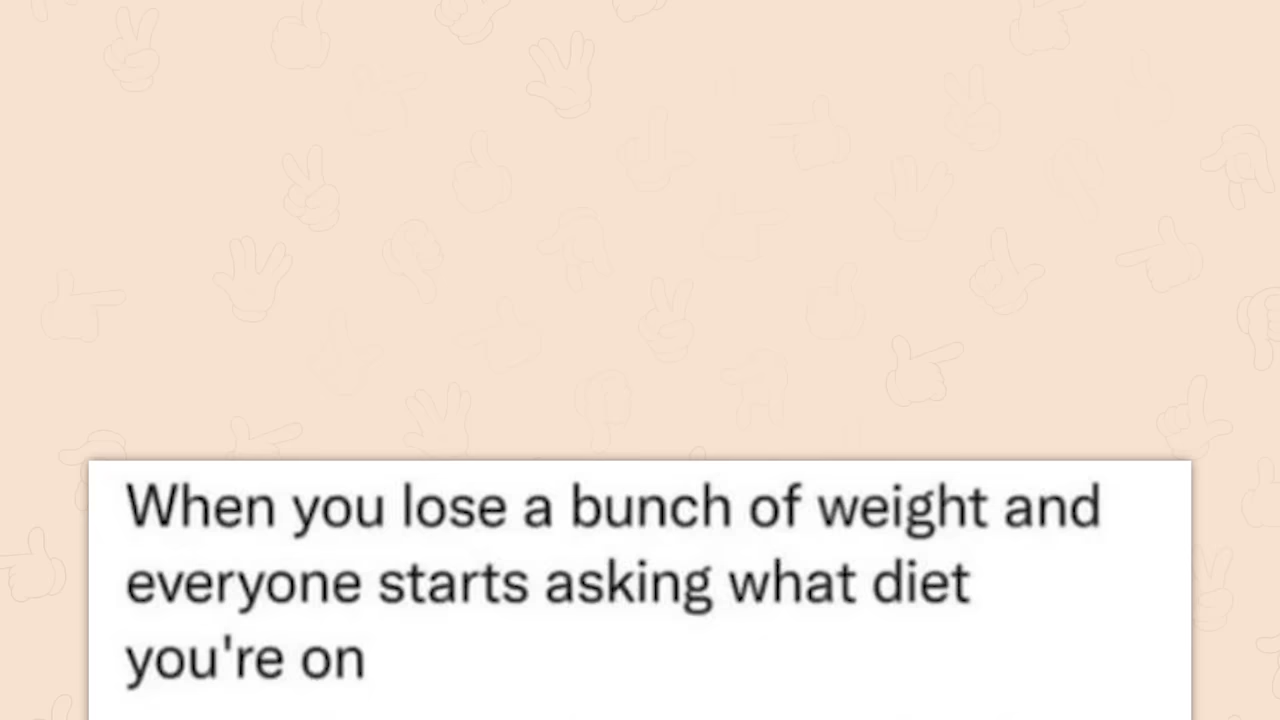 When you lose a bunch of weight and
everyone starts asking what diet
you're on